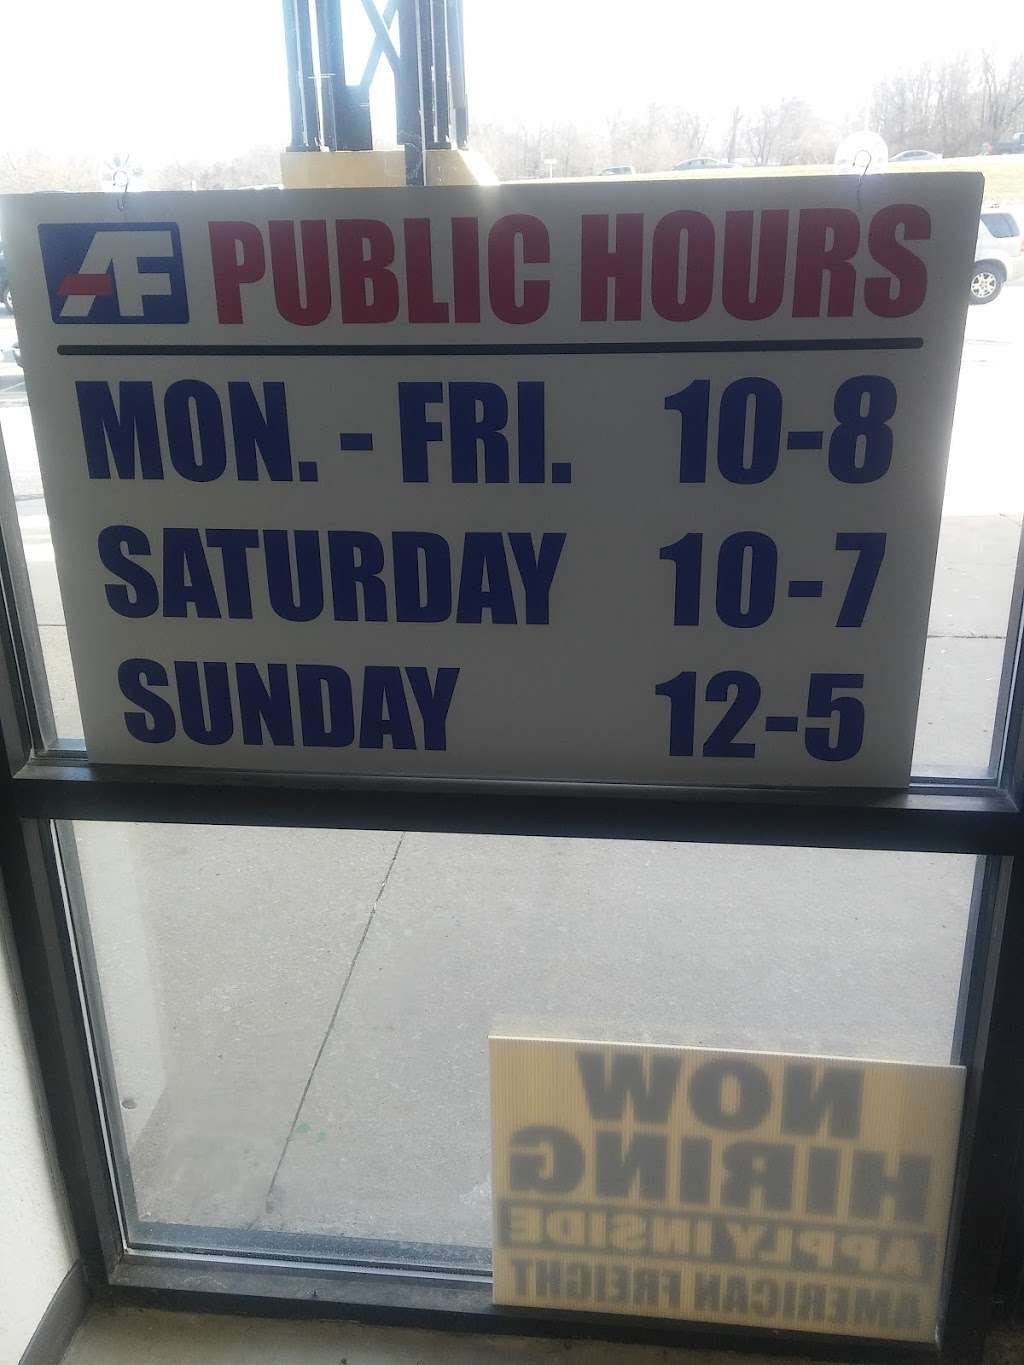 AF PUBLIC HOURS
MON. - FRI. 10-8
SATURDAY 10-7
SUNDAY 12-5
NOW
HIRING
APPLY INSIDE
AMERICAN FREIGHT